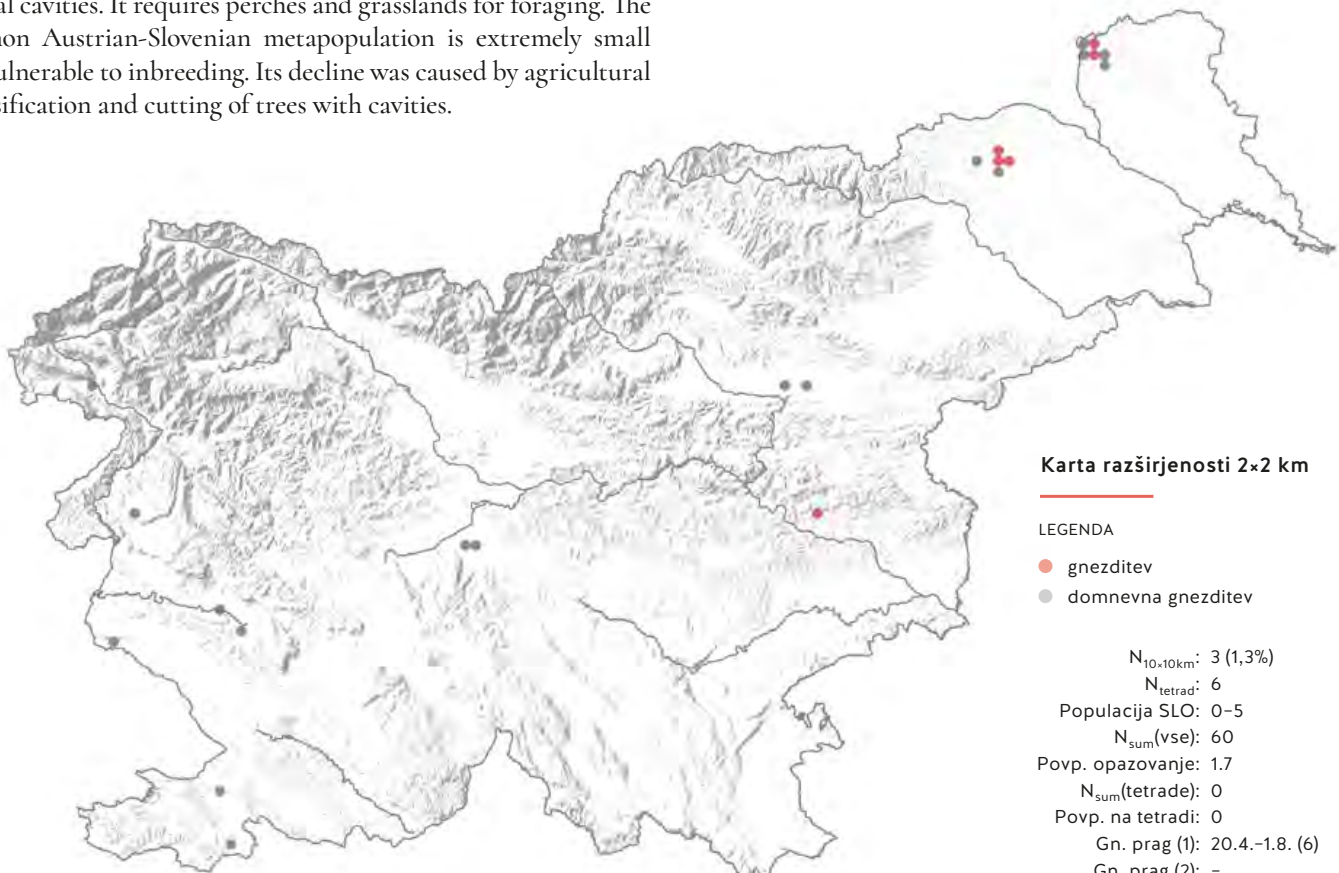 al cavities. It requires perches and grasslands for foraging. The
non Austrian-Slovenian metapopulation is extremely small
ulnerable to inbreeding. Its decline was caused by agricultural
sification and cutting of trees with cavities.
Karta razširjenosti 2×2 km
LEGENDA
gnezditev
domnevna gnezditev
N10×10km: 3 (1,3%)
Ntetrad: 6
Populacija SLO: 0–5
Nsum(vse): 60
Povp. opazovanje: 1.7
Nsum(tetrade): 0
Povp. na tetradi: 0
Gn. prag (1): 20.4.–1.8. (6)
Gn. prag (2): –